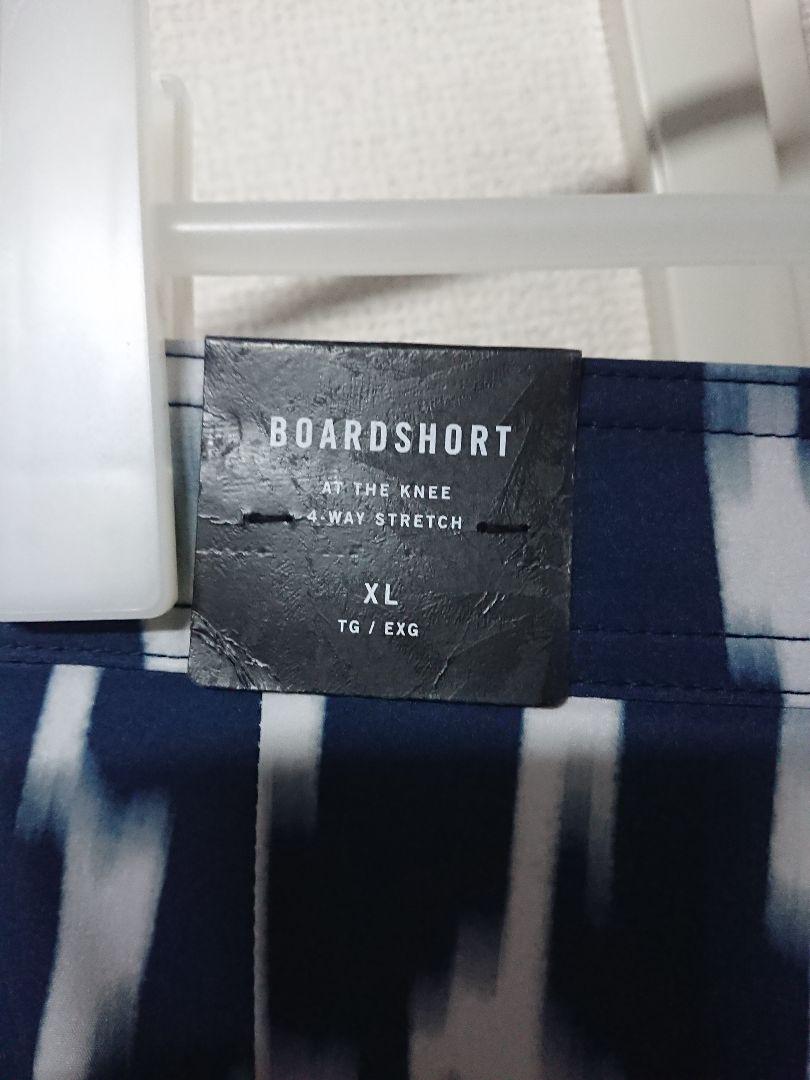 BOARDSHORT
AT THE KNEE
4-WAY STRETCH
XL
TG / EXG